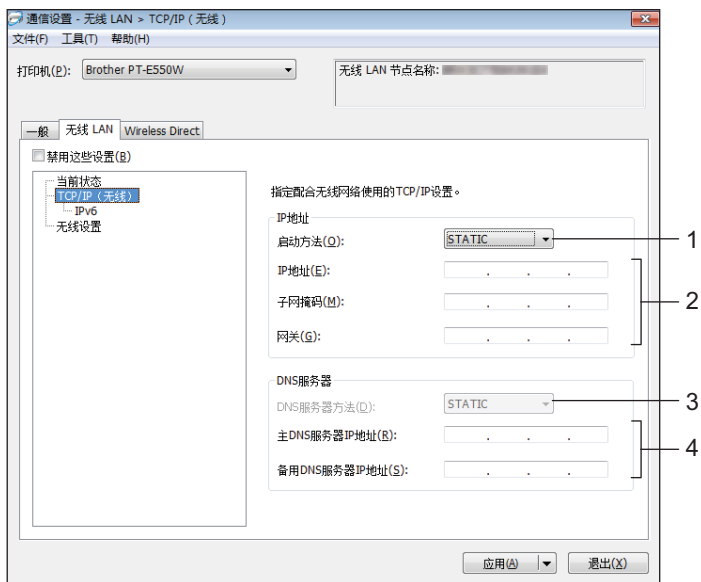 通信设置 - 无线 LAN > TCP/IP ( 无线 )
文件(F) 工具(T) 帮助(H)
打印机(P): Brother PT-E550W
无线 LAN 节点名称:
一般 无线 LAN Wireless Direct
禁用这些设置(B)
当前状态
TCP/IP (无线)
IPv6
无线设置
指定配合无线网络使用的TCP/IP设置。
IP地址
启动方法(O): STATIC 1
IP地址(E): . . .
子网掩码(M): . . . 2
网关(G): . . .
DNS服务器
DNS服务器方法(D): STATIC 3
主DNS服务器IP地址(R): . . .
4
备用DNS服务器IP地址(S): . . .
应用(A) 退出(X)